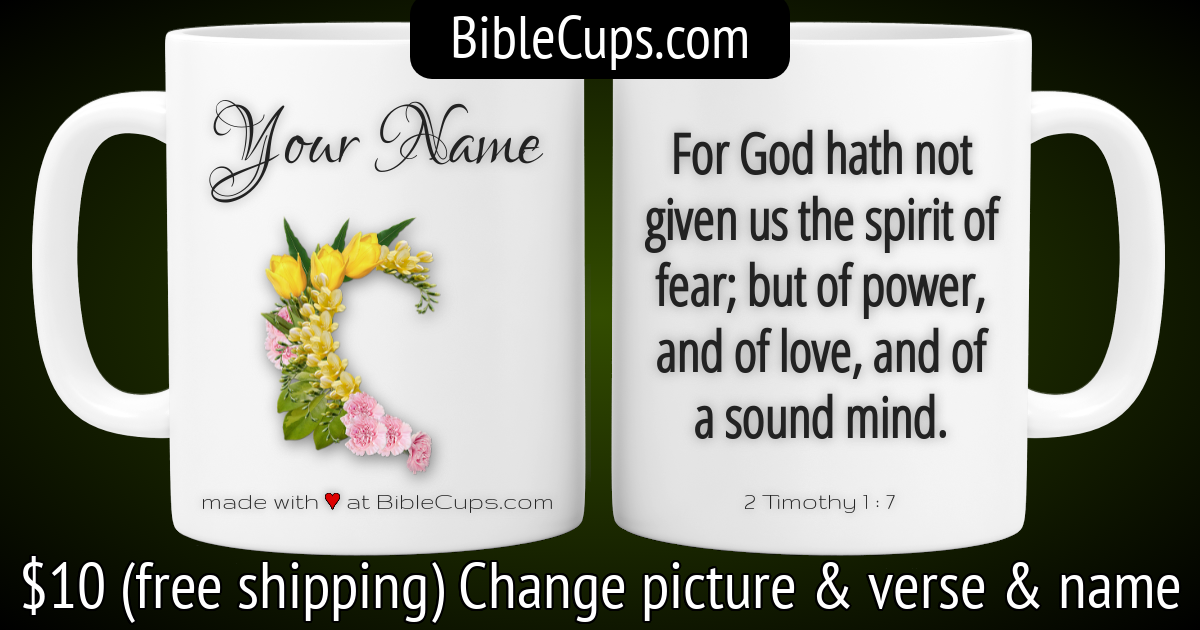 BibleCups.com
Your Name
made with ♥ at BibleCups.com
For God hath not
given us the spirit of
fear; but of power,
and of love, and of
a sound mind.
2 Timothy 1 : 7
$10 (free shipping) Change picture & verse & name